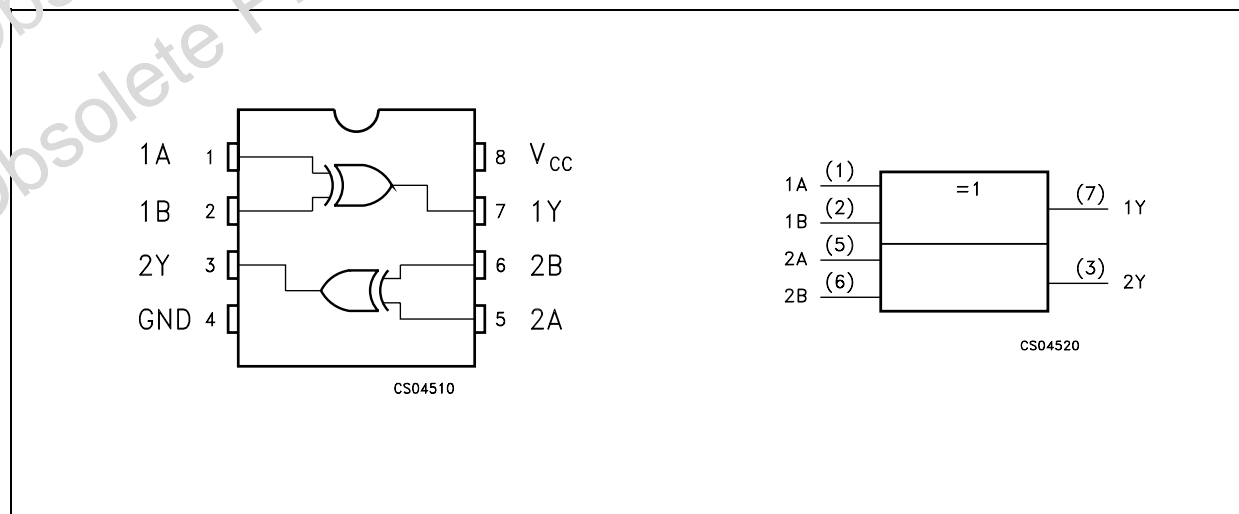 obsolete
1A 1
1B 2
2Y 3
GND 4
8 VCC
7 1Y
6 2B
5 2A
CS04510
1A (1)
1B (2)
2A (5)
2B (6)
=1
(7) 1Y
(3) 2Y
CS04520